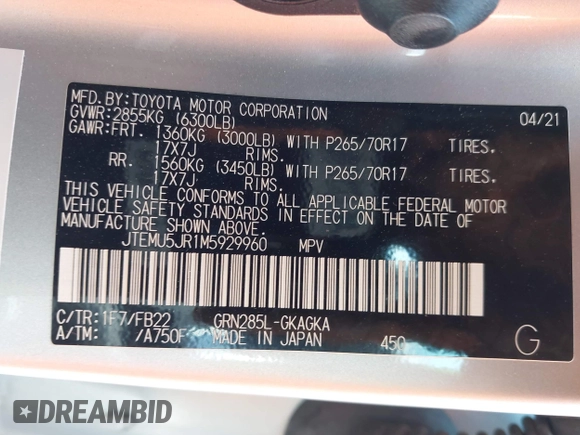 MFD.BY:TOYOTA MOTOR CORPORATION 04/21
GVWR:2855KG (6300LB)
GAWR:FRT. 1360KG (3000LB) WITH P265/70R17 TIRES.
17X7J RIMS.
RR. 1560KG (3450LB) WITH P265/70R17 TIRES.
17X7J RIMS.
THIS VEHICLE CONFORMS TO ALL APPLICABLE FEDERAL MOTOR
VEHICLE SAFETY STANDARDS IN EFFECT ON THE DATE OF
MANUFACTURE SHOWN ABOVE.
JTEMU5JR1M5929960 MPV
C/TR:1F7/FB22 GRN285L-GKAGKA
A/TM: /A750F MADE IN JAPAN 450 G
DREAMBID